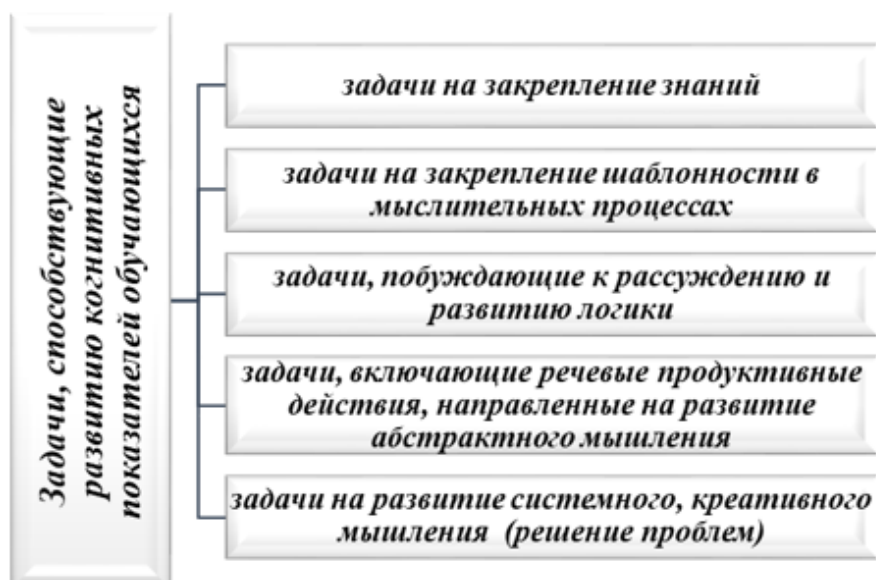 Задачи, способствующие
развитию когнитивных
показателей обучающихся
задачи на закрепление знаний
задачи на закрепление шаблонности в
мыслительных процессах
задачи, побуждающие к рассуждению и
развитию логики
задачи, включающие речевые продуктивные
действия, направленные на развитие
абстрактного мышления
задачи на развитие системного, креативного
мышления (решение проблем)